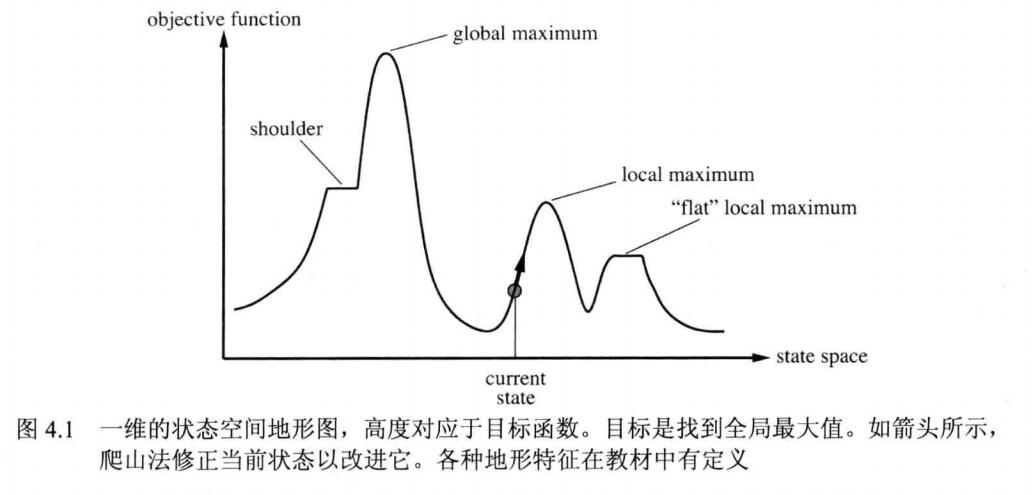 objective function
global maximum
shoulder
local maximum
“flat” local maximum
state space
current
state
图 4.1 一维的状态空间地形图，高度对应于目标函数。目标是找到全局最大值。如箭头所示，
爬山法修正当前状态以改进它。各种地形特征在教材中有定义